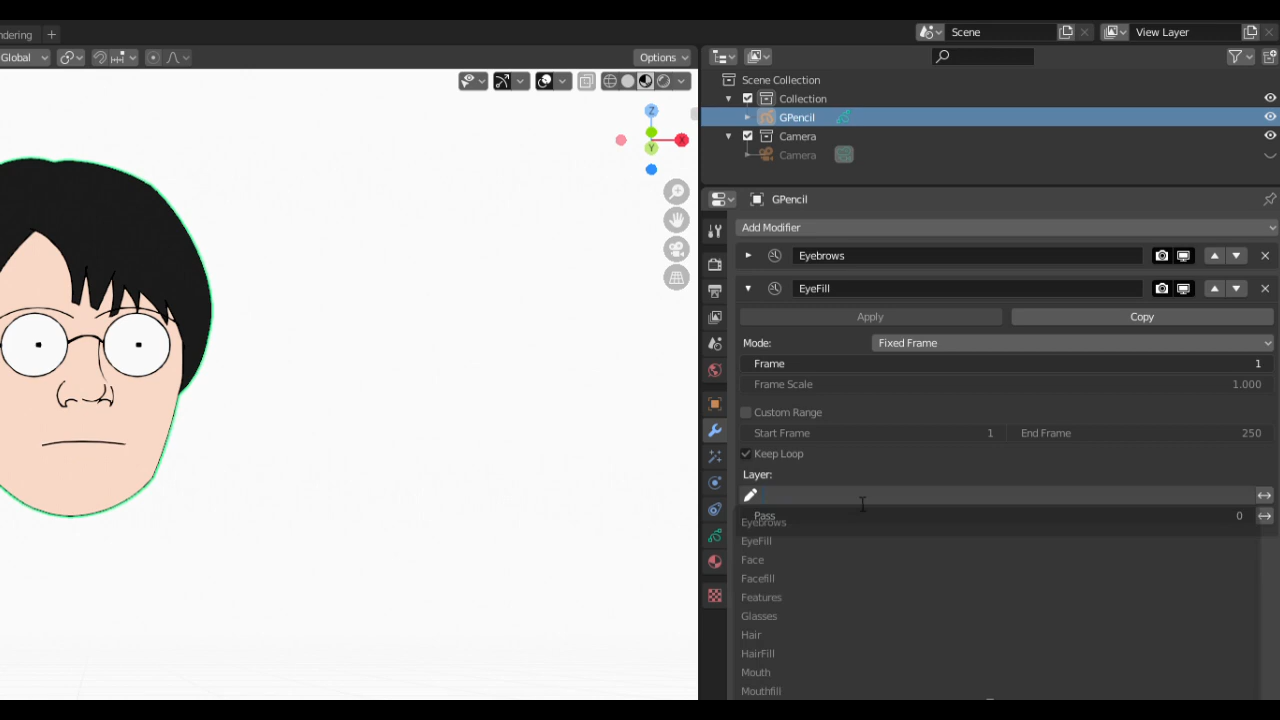 ndering +
Scene
View Layer
Global
Options
Scene Collection
Collection
GPencil
Camera
Camera
Z
X
Y
GPencil
Add Modifier
Eyebrows
EyeFill
Apply Copy
Mode: Fixed Frame
Frame 1
Frame Scale 1.000
Custom Range
Start Frame 1 End Frame 250
Keep Loop
Layer:
Pass 0
Eyebrows
EyeFill
Face
Facefill
Features
Glasses
Hair
HairFill
Mouth
Mouthfill